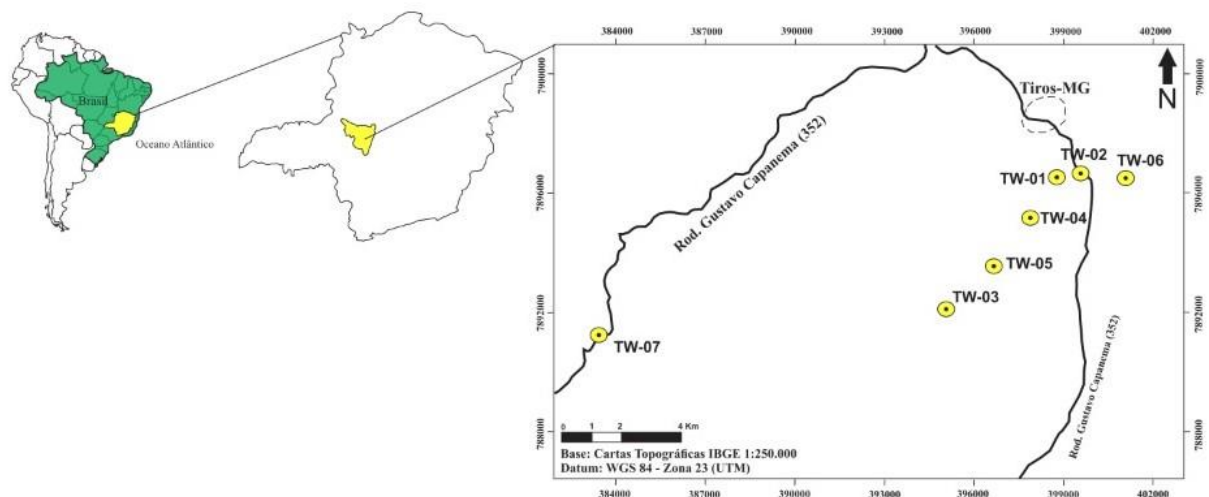 Brasil
Oceano Atlântico
384000 387000 390000 393000 396000 399000 402000
7900000
7900000
N
Tiros-MG
TW-02
TW-06
TW-01
7896000
7896000
Rod. Gustavo Capanema (352)
TW-04
TW-05
TW-03
7892000
7892000
TW-07
Rod. Gustavo Capanema (352)
0 1 2 4 Km
788000
788000
Base: Cartas Topográficas IBGE 1:250.000
Datum: WGS 84 - Zona 23 (UTM)
384000 387000 390000 393000 396000 399000 402000